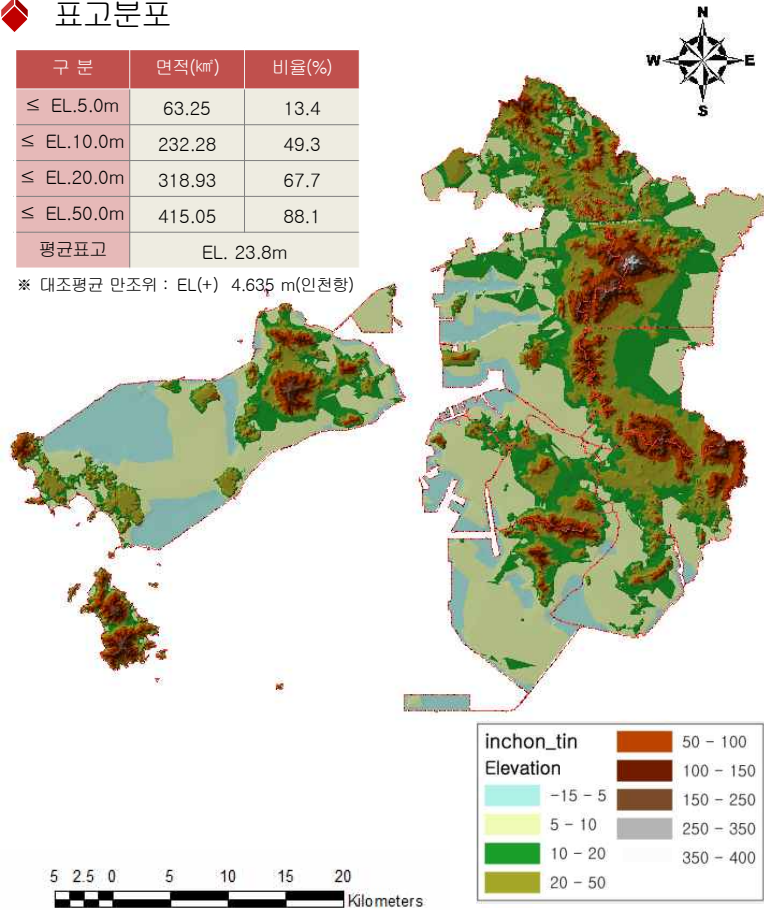 표고분포
구 분 면적(㎢) 비율(%)
≤ EL.5.0m 63.25 13.4
≤ EL.10.0m 232.28 49.3
≤ EL.20.0m 318.93 67.7
≤ EL.50.0m 415.05 88.1
평균표고 EL. 23.8m
※ 대조평균 만조위 : EL(+) 4.635 m(인천항)
N
W E
S
inchon_tin
Elevation
-15 - 5
5 - 10
10 - 20
20 - 50
50 - 100
100 - 150
150 - 250
250 - 350
350 - 400
5 2.5 0 5 10 15 20
Kilometers